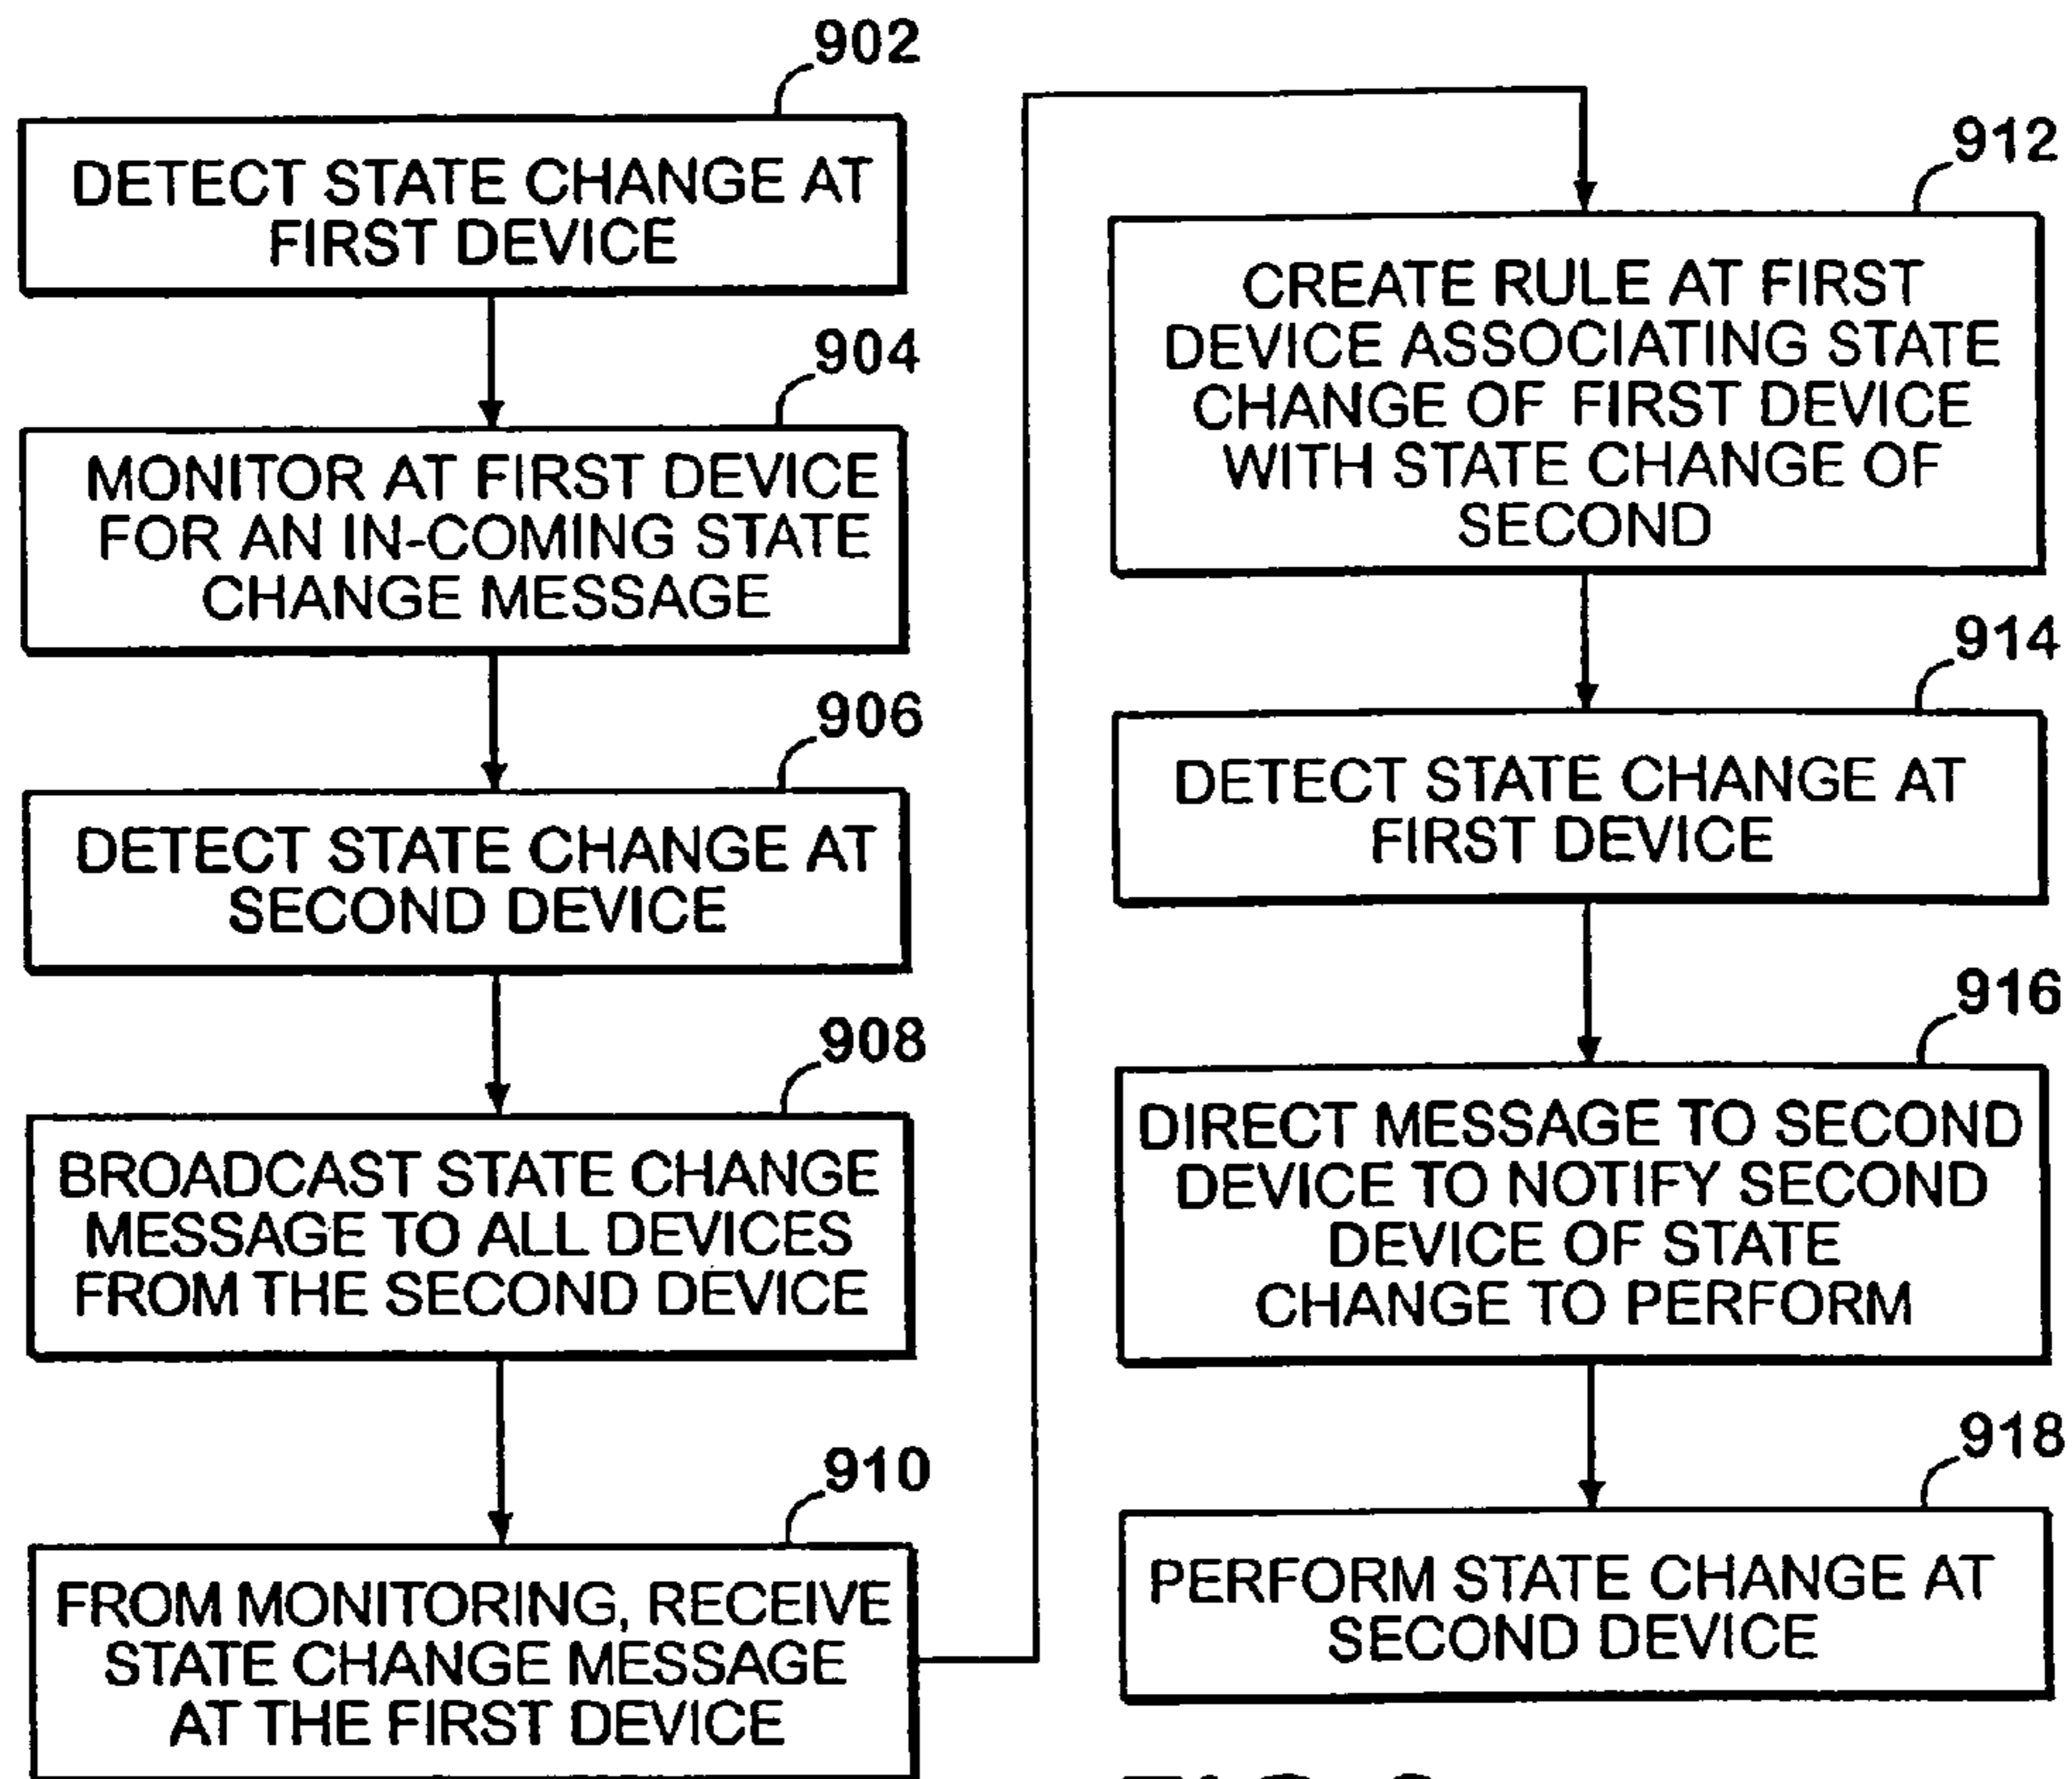 902
DETECT STATE CHANGE AT
FIRST DEVICE
904
MONITOR AT FIRST DEVICE
FOR AN IN-COMING STATE
CHANGE MESSAGE
906
DETECT STATE CHANGE AT
SECOND DEVICE
908
BROADCAST STATE CHANGE
MESSAGE TO ALL DEVICES
FROM THE SECOND DEVICE
910
FROM MONITORING, RECEIVE
STATE CHANGE MESSAGE
AT THE FIRST DEVICE
912
CREATE RULE AT FIRST
DEVICE ASSOCIATING STATE
CHANGE OF FIRST DEVICE
WITH STATE CHANGE OF
SECOND
914
DETECT STATE CHANGE AT
FIRST DEVICE
916
DIRECT MESSAGE TO SECOND
DEVICE TO NOTIFY SECOND
DEVICE OF STATE
CHANGE TO PERFORM
918
PERFORM STATE CHANGE AT
SECOND DEVICE